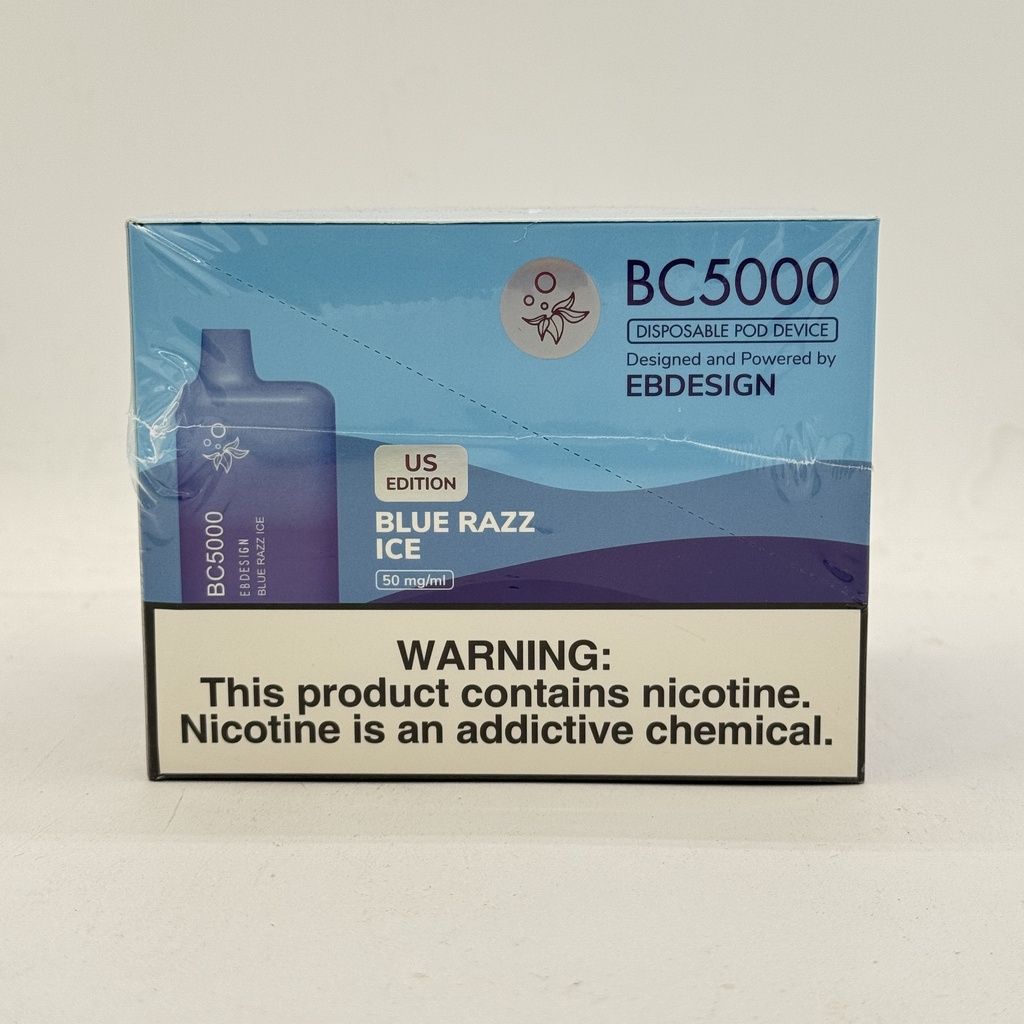 BC5000
DISPOSABLE POD DEVICE
Designed and Powered by
EBDESIGN
US
EDITION
BLUE RAZZ
ICE
50 mg/ml
BC5000
EBDESIGN
BLUE RAZZ ICE
WARNING:
This product contains nicotine.
Nicotine is an addictive chemical.